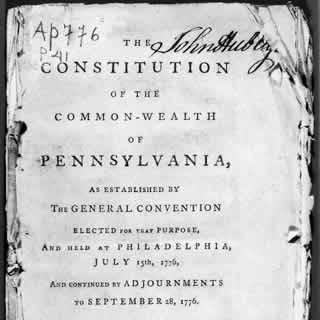 Ap776
P41
THE
John Hubley
CONSTITUTION
OF THE
COMMON-WEALTH
OF
PENNSYLVANIA,
AS ESTABLISHED BY
THE GENERAL CONVENTION
ELECTED FOR THAT PURPOSE,
AND HELD AT PHILADELPHIA,
JULY 15th, 1776,
AND CONTINUED BY ADJOURNMENTS
TO SEPTEMBER 28, 1776.